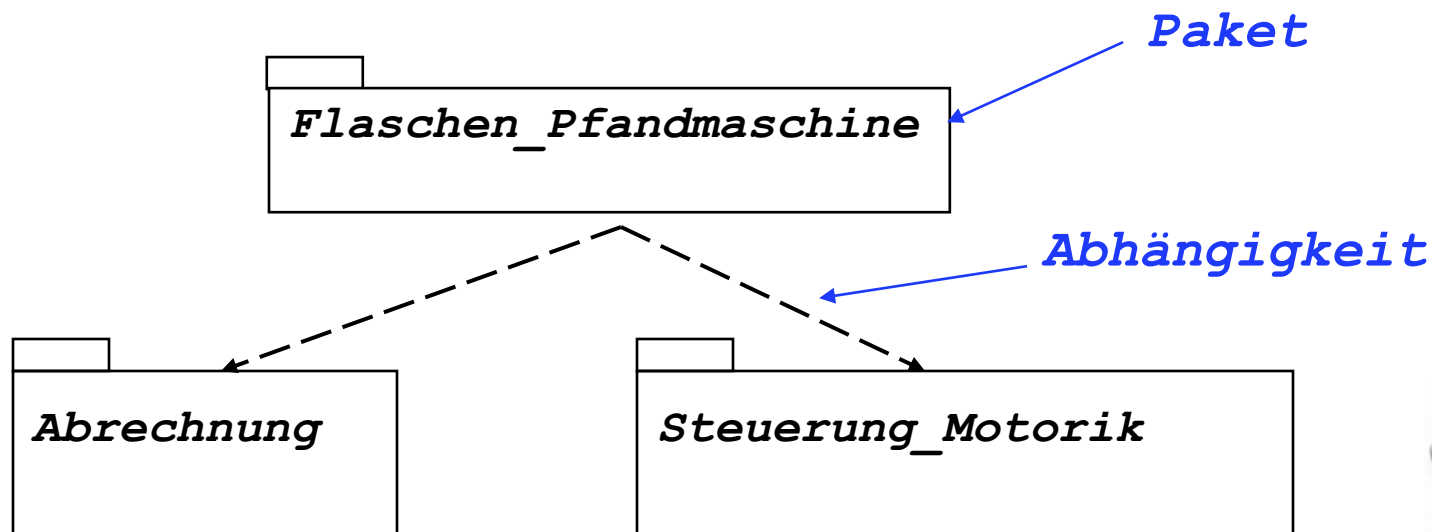 Paket
Flaschen_Pfandmaschine
Abhängigkeit
Abrechnung
Steuerung_Motorik